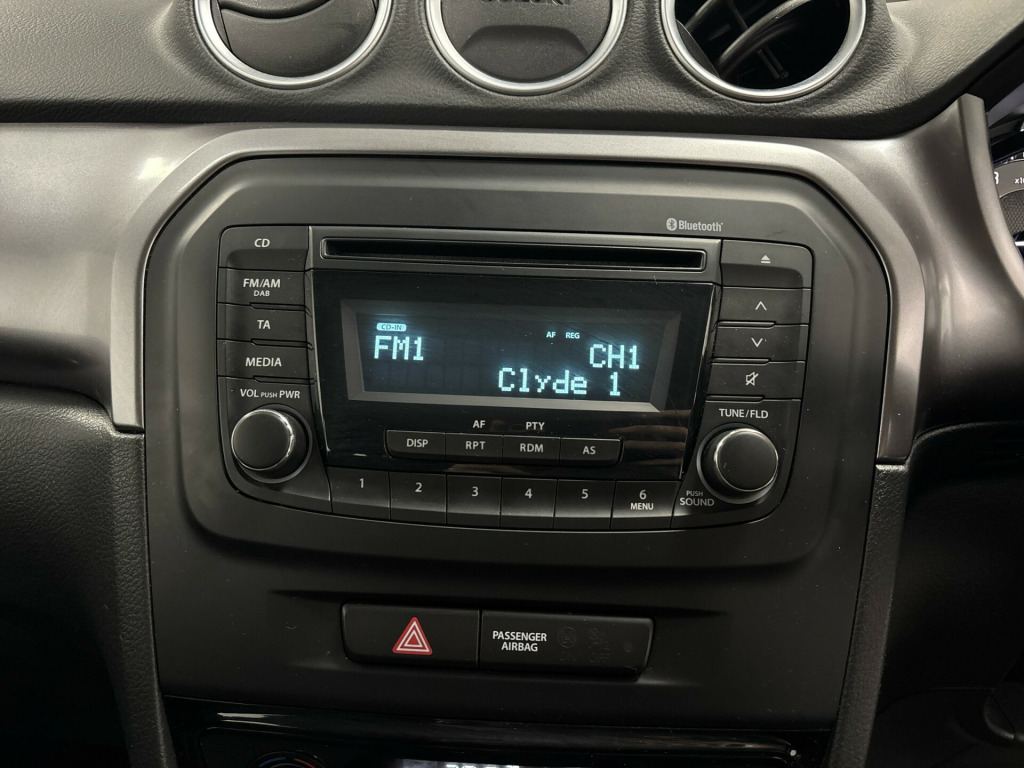 SUZUKI
Bluetooth
CD
FM/AM
DAB
TA
MEDIA
VOL PUSH PWR
CD-IN
AF REG
FM1 CH1
Clyde 1
AF PTY
DISP RPT RDM AS
1 2 3 4 5 6
MENU
TUNE/FLD
PUSH
SOUND
PASSENGER
AIRBAG